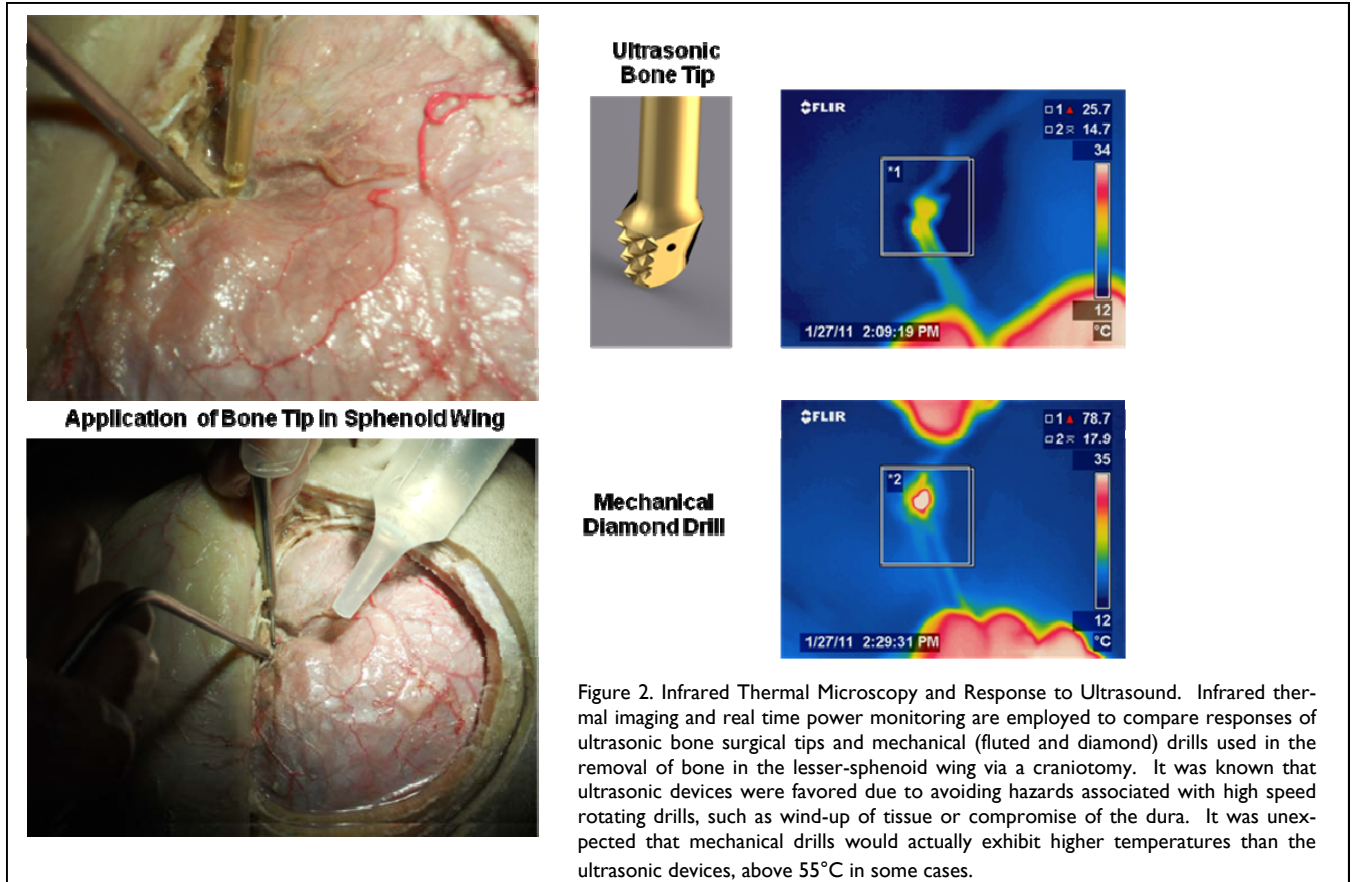 Ultrasonic
Bone Tip
FLIR
1 25.7
2 14.7
34
*1
12
°C
1/27/11 2:09:19 PM
Application of Bone Tip in Sphenoid Wing
Mechanical
Diamond Drill
FLIR
1 78.7
2 17.9
35
*2
12
°C
1/27/11 2:29:31 PM
Figure 2. Infrared Thermal Microscopy and Response to Ultrasound. Infrared ther-
mal imaging and real time power monitoring are employed to compare responses of
ultrasonic bone surgical tips and mechanical (fluted and diamond) drills used in the
removal of bone in the lesser-sphenoid wing via a craniotomy. It was known that
ultrasonic devices were favored due to avoiding hazards associated with high speed
rotating drills, such as wind-up of tissue or compromise of the dura. It was unex-
pected that mechanical drills would actually exhibit higher temperatures than the
ultrasonic devices, above 55°C in some cases.